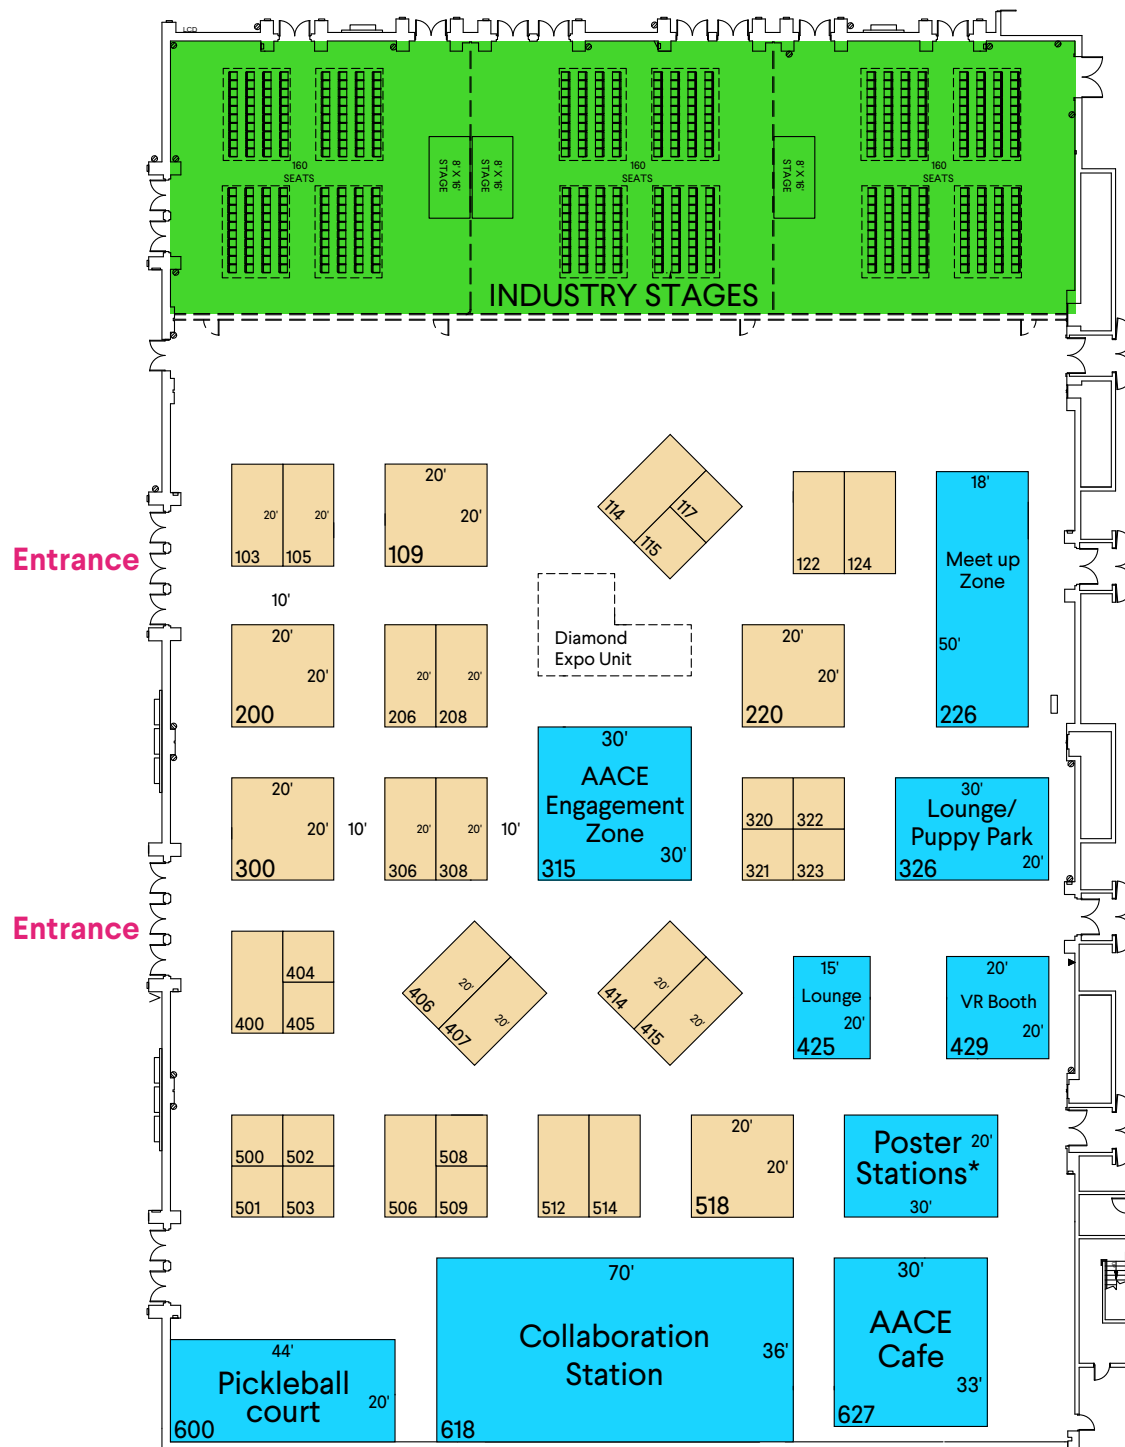 LCD
160
SEATS
8' X 16'
STAGE
8' X 16'
STAGE
160
SEATS
8' X 16'
STAGE
160
SEATS
INDUSTRY STAGES
Entrance
20'
103
20'
105
20'
20'
109
114
117
115
122
124
18'
Meet up
Zone
50'
226
10'
20'
20'
200
20'
206
20'
208
Diamond
Expo Unit
20'
20'
220
30'
AACE
Engagement
Zone
30'
315
20'
20'
300
10'
20'
306
20'
308
10'
320
322
321
323
30'
Lounge/
Puppy Park
20'
326
Entrance
404
400
405
20'
406
20'
407
20'
414
20'
415
15'
Lounge
20'
425
20'
VR Booth
20'
429
500
502
501
503
508
506
509
512
514
20'
20'
518
Poster
Stations*
20'
30'
70'
Collaboration
Station
36'
618
30'
AACE
Cafe
33'
627
44'
Pickleball
court
20'
600